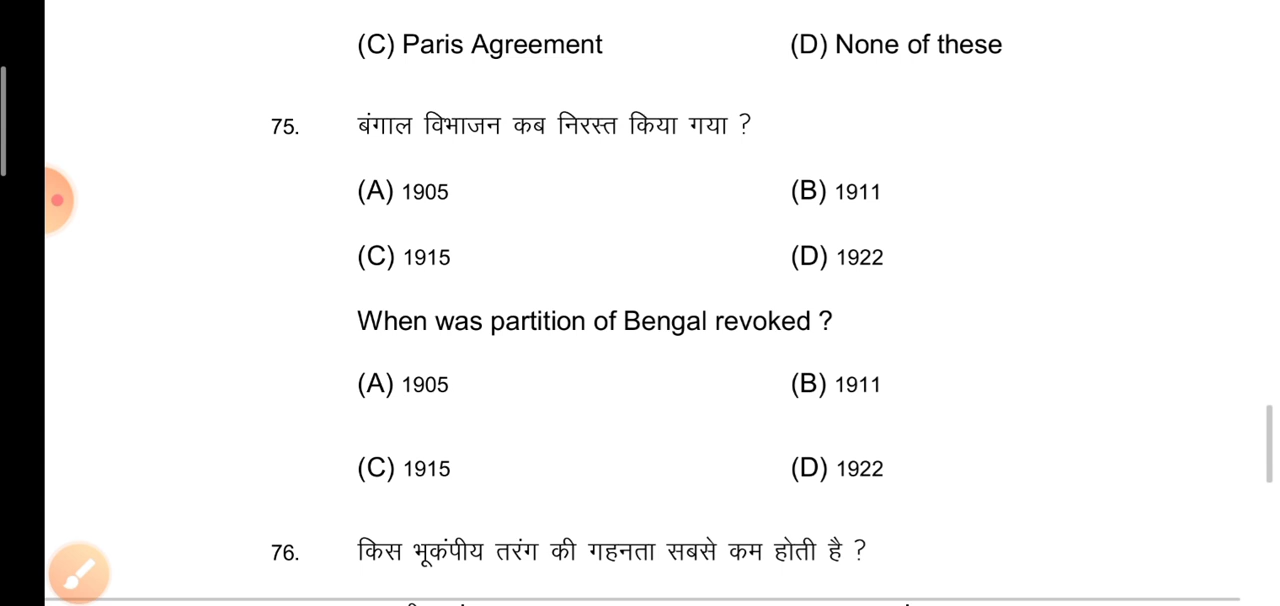 (C) Paris Agreement (D) None of these
75. बंगाल विभाजन कब निरस्त किया गया ?
(A) 1905 (B) 1911
(C) 1915 (D) 1922
When was partition of Bengal revoked ?
(A) 1905 (B) 1911
(C) 1915 (D) 1922
76. किस भूकंपीय तरंग की गहनता सबसे कम होती है ?